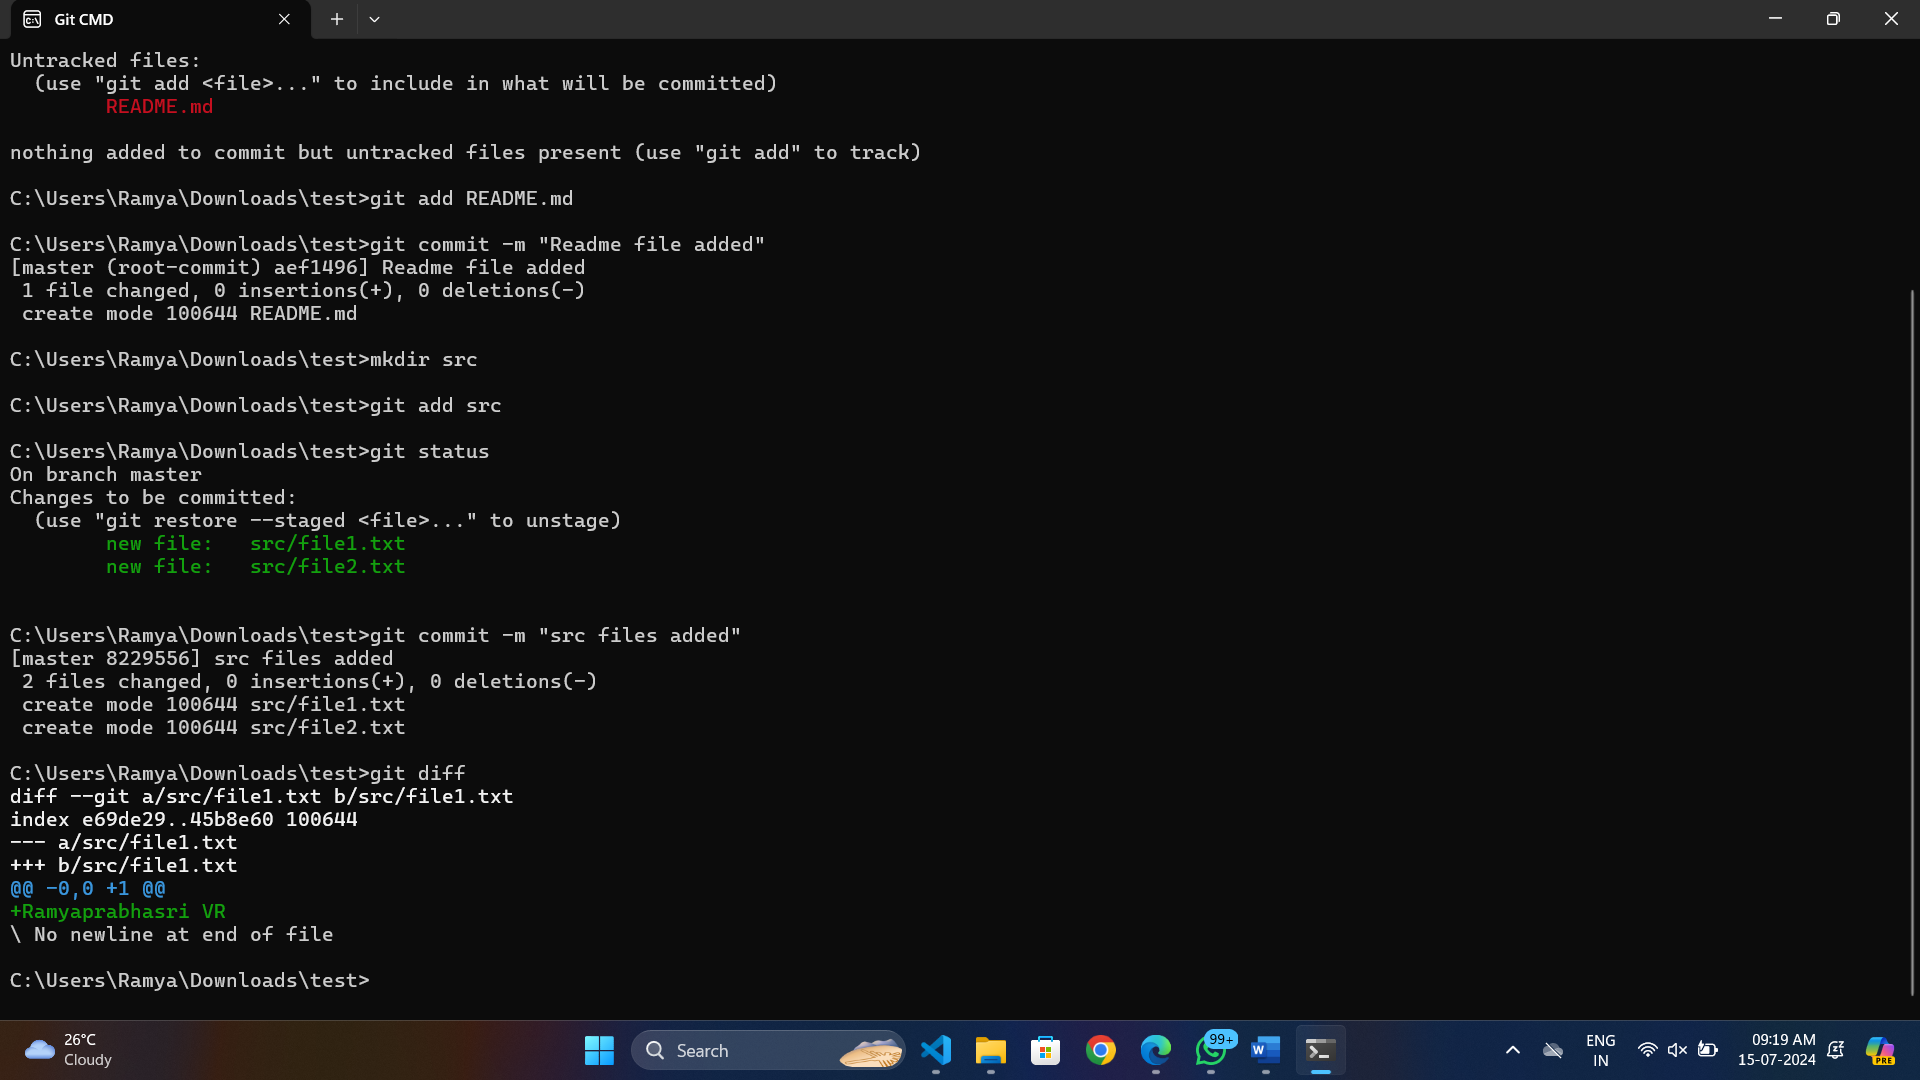 Git CMD
Untracked files:
  (use "git add <file>..." to include in what will be committed)
        README.md

nothing added to commit but untracked files present (use "git add" to track)

C:\Users\Ramya\Downloads\test>git add README.md

C:\Users\Ramya\Downloads\test>git commit -m "Readme file added"
[master (root-commit) aef1496] Readme file added
 1 file changed, 0 insertions(+), 0 deletions(-)
 create mode 100644 README.md

C:\Users\Ramya\Downloads\test>mkdir src

C:\Users\Ramya\Downloads\test>git add src

C:\Users\Ramya\Downloads\test>git status
On branch master
Changes to be committed:
  (use "git restore --staged <file>..." to unstage)
        new file:   src/file1.txt
        new file:   src/file2.txt


C:\Users\Ramya\Downloads\test>git commit -m "src files added"
[master 8229556] src files added
 2 files changed, 0 insertions(+), 0 deletions(-)
 create mode 100644 src/file1.txt
 create mode 100644 src/file2.txt

C:\Users\Ramya\Downloads\test>git diff
diff --git a/src/file1.txt b/src/file1.txt
index e69de29..45b8e60 100644
--- a/src/file1.txt
+++ b/src/file1.txt
@@ -0,0 +1 @@
+Ramyaprabhasri VR
\ No newline at end of file

C:\Users\Ramya\Downloads\test>
26°C
Cloudy
Search
99+
W
ENG
IN
09:19 AM
15-07-2024
PRE